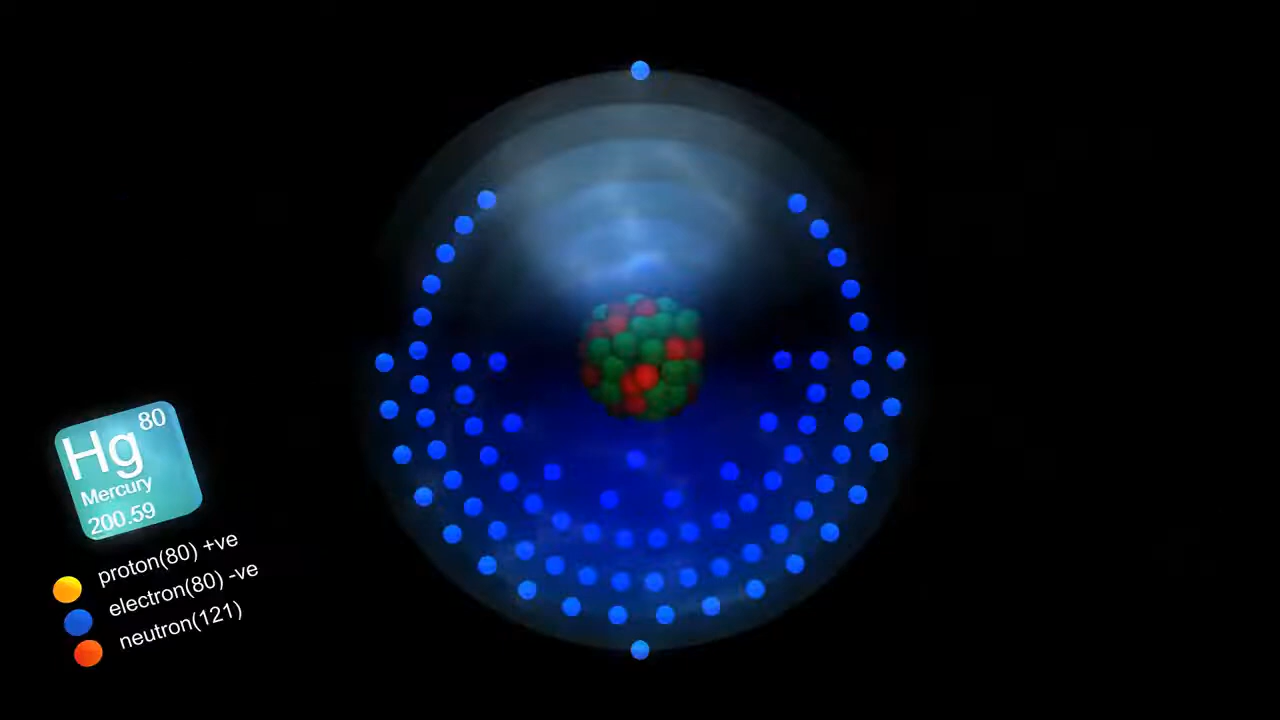 80
Hg
Mercury
200.59
proton(80) +ve
electron(80) -ve
neutron(121)